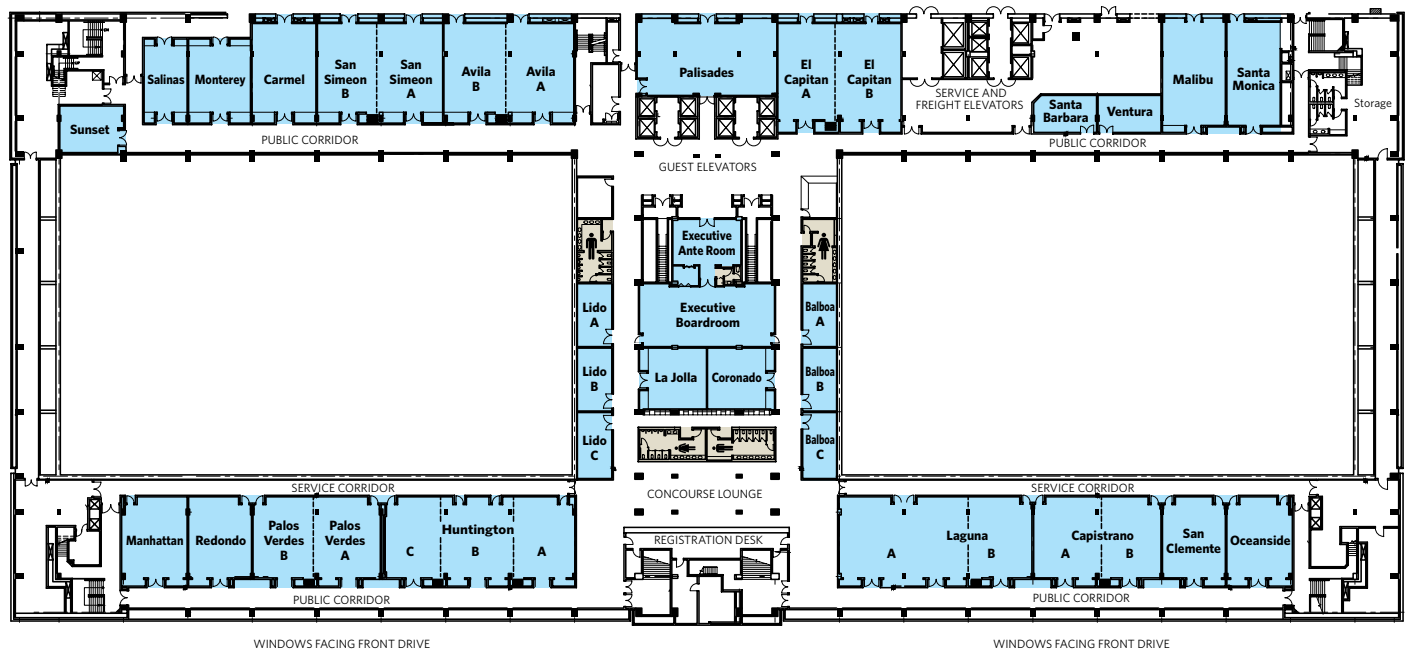 Salinas
Monterey
Carmel
San
Simeon
B
San
Simeon
A
Avila
B
Avila
A
Palisades
El
Capitan
A
El
Capitan
B
SERVICE AND
FREIGHT ELEVATORS
Santa
Barbara
Ventura
Malibu
Santa
Monica
Storage
Sunset
PUBLIC CORRIDOR
PUBLIC CORRIDOR
GUEST ELEVATORS
Executive
Ante Room
Executive
Boardroom
Lido
A
Balboa
A
Lido
B
La Jolla
Coronado
Balboa
B
Lido
C
Balboa
C
SERVICE CORRIDOR
CONCOURSE LOUNGE
SERVICE CORRIDOR
Manhattan
Redondo
Palos
Verdes
B
Palos
Verdes
A
Huntington
C
B
A
REGISTRATION DESK
Laguna
A
B
Capistrano
A
B
San
Clemente
Oceanside
PUBLIC CORRIDOR
PUBLIC CORRIDOR
WINDOWS FACING FRONT DRIVE
WINDOWS FACING FRONT DRIVE